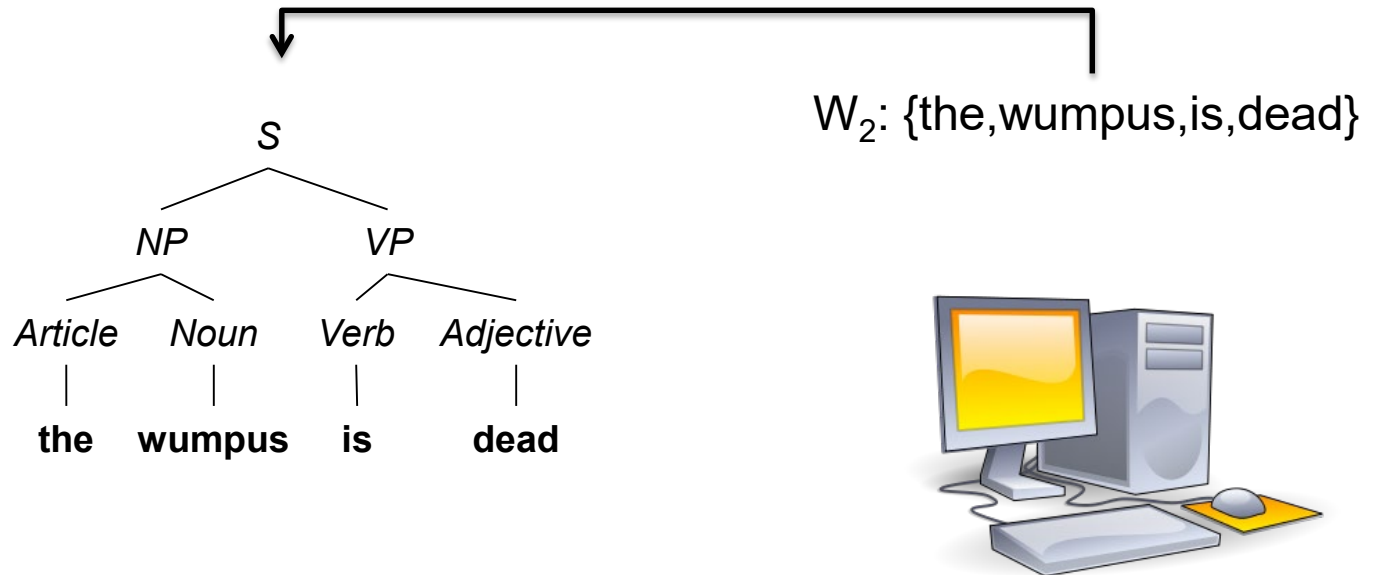 W₂: {the,wumpus,is,dead}
S
NP VP
Article Noun Verb Adjective
the wumpus is dead